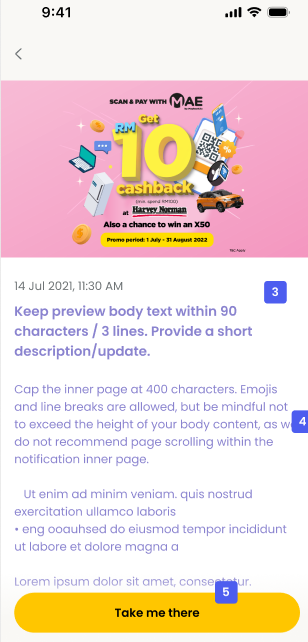 9:41
SCAN & PAY WITH MAE
Get
RM
10
cashback
(min. spend RM100)
at Harvey Norman
Also a chance to win an X50
Promo period: 1 July - 31 August 2022
*T&C Apply
14 Jul 2021, 11:30 AM
3
Keep preview body text within 90
characters / 3 lines. Provide a short
description/update.
Cap the inner page at 400 characters. Emojis
and line breaks are allowed, but be mindful not
to exceed the height of your body content, as we
4
do not recommend page scrolling within the
notification inner page.
Ut enim ad minim veniam. quis nostrud
exercitation ullamco laboris
• eng ooauhsed do eiusmod tempor incididunt
ut labore et dolore magna a
Lorem ipsum dolor sit amet, consectetur.
5
Take me there